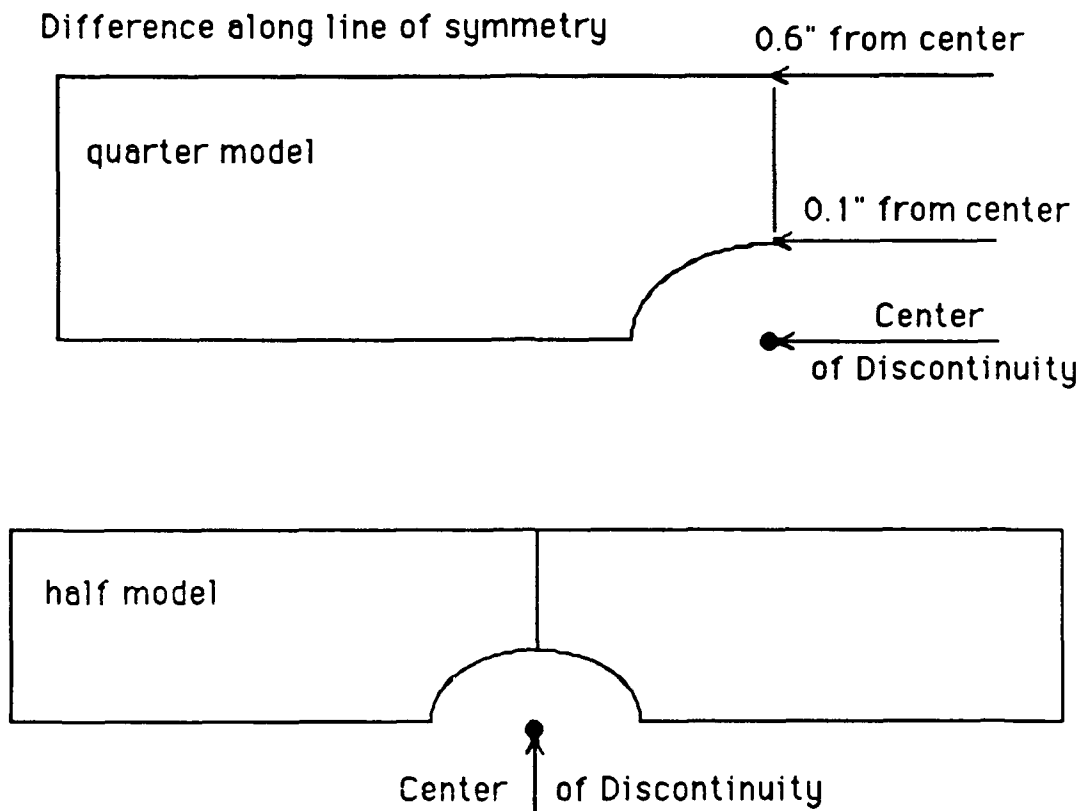 Difference along line of symmetry
0.6" from center
quarter model
0.1" from center
Center
of Discontinuity
half model
Center of Discontinuity